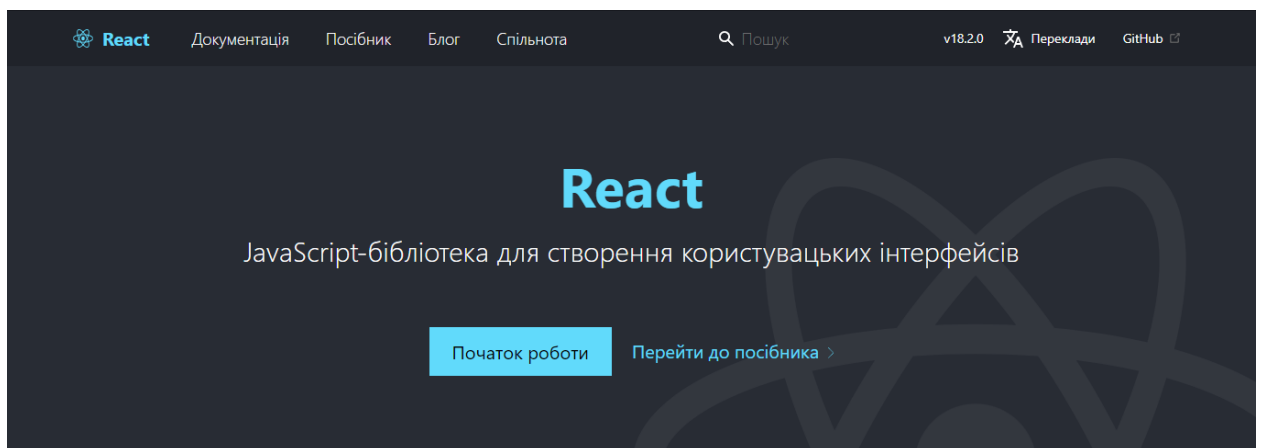 React Документація Посібник Блог Спільнота Пошук v18.2.0 Переклади GitHub
React
JavaScript-бібліотека для створення користувацьких інтерфейсів
Початок роботи Перейти до посібника